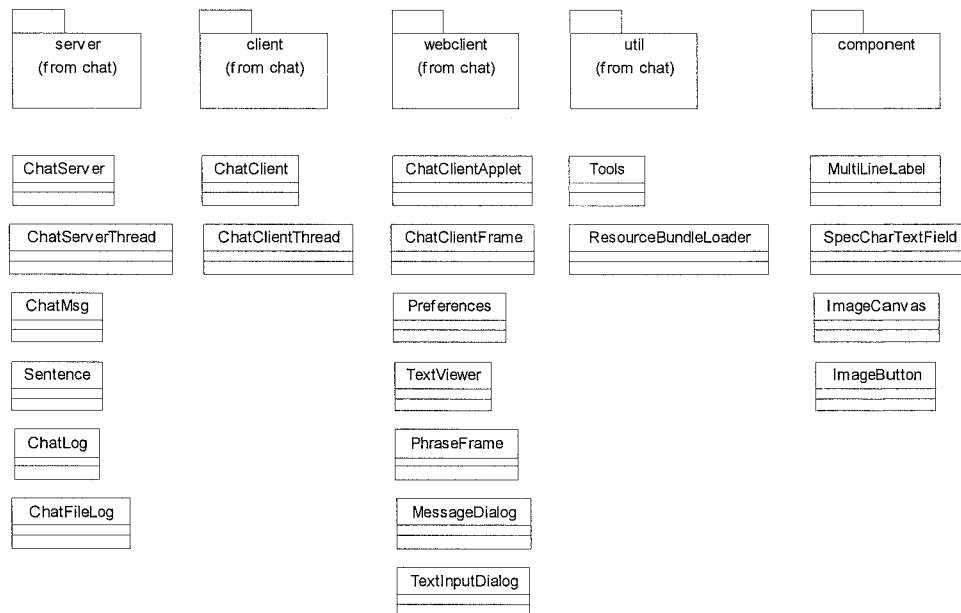 server
(from chat)
client
(from chat)
webclient
(from chat)
util
(from chat)
component
ChatServer
ChatClient
ChatClientApplet
Tools
MultiLineLabel
ChatServerThread
ChatClientThread
ChatClientFrame
ResourceBundleLoader
SpecCharTextField
ChatMsg
Preferences
ImageCanvas
Sentence
TextViewer
ImageButton
ChatLog
PhraseFrame
ChatFileLog
MessageDialog
TextInputDialog